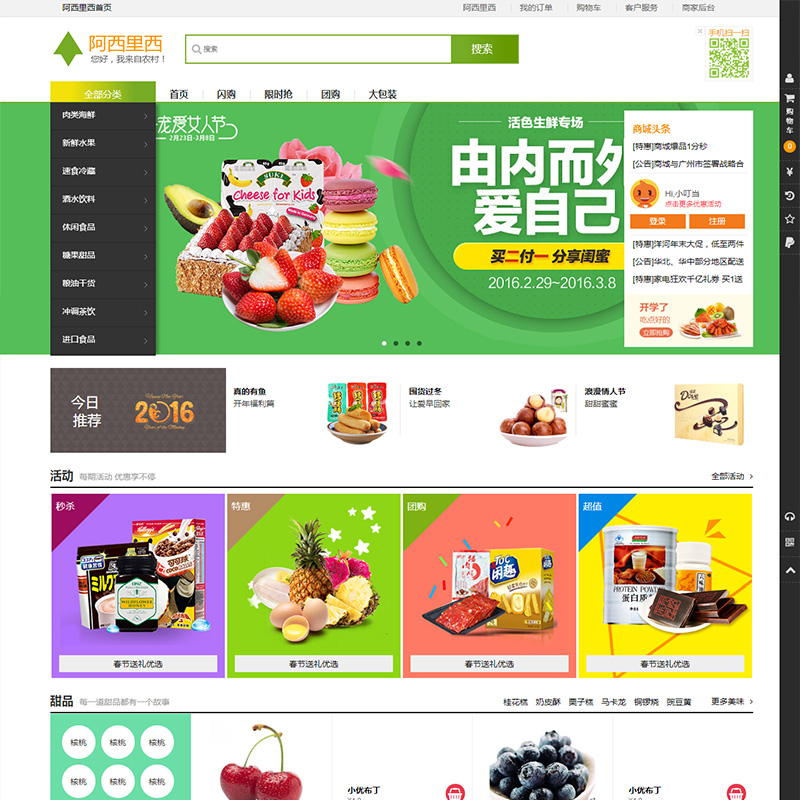 阿西里西首页
阿西里西 我的订单 购物车 客户服务 商家后台
手机扫一扫
阿西里西
您好，我来自农村！
搜索
搜索
全部分类 首页 闪购 限时抢 团购 大包装
肉类海鲜
新鲜水果
速食冷藏
酒水饮料
休闲食品
糖果甜品
粮油干货
冲调茶饮
进口食品
宠爱女人节
2月23日-3月8日
NUKI
Cheese for Kids
活色生鲜专场
由内而外
爱自己
买二付一 分享闺蜜
2016.2.29~2016.3.8
商城头条
[特惠]商城爆品1分秒
[公告]商城与广州市签署战略合
Hi,小叮当
点击更多优惠活动
登录 注册
[特惠]洋河年末大促，低至两件
[公告]华北、华中部分地区配送
[特惠]家电狂欢千亿礼券 买1送
开学了
吃点好的
立即抢购
购物车
0
今日
推荐
2016
真的有鱼
开年福利篇
囤货过冬
让爱早回家
浪漫情人节
甜甜蜜蜜
活动 每期活动 优惠享不停 全部活动
秒杀
特惠
团购
超值
WILDFLOWER
HONEY
闲趣
PROTEIN POWDER
蛋白质
春节送礼优选
春节送礼优选
春节送礼优选
春节送礼优选
甜品 每一道甜品都有一个故事 桂花糕 奶皮酥 栗子糕 马卡龙 铜锣烧 豌豆黄 更多美味
核桃 核桃 核桃
核桃 核桃 核桃
小优布丁
小优布丁